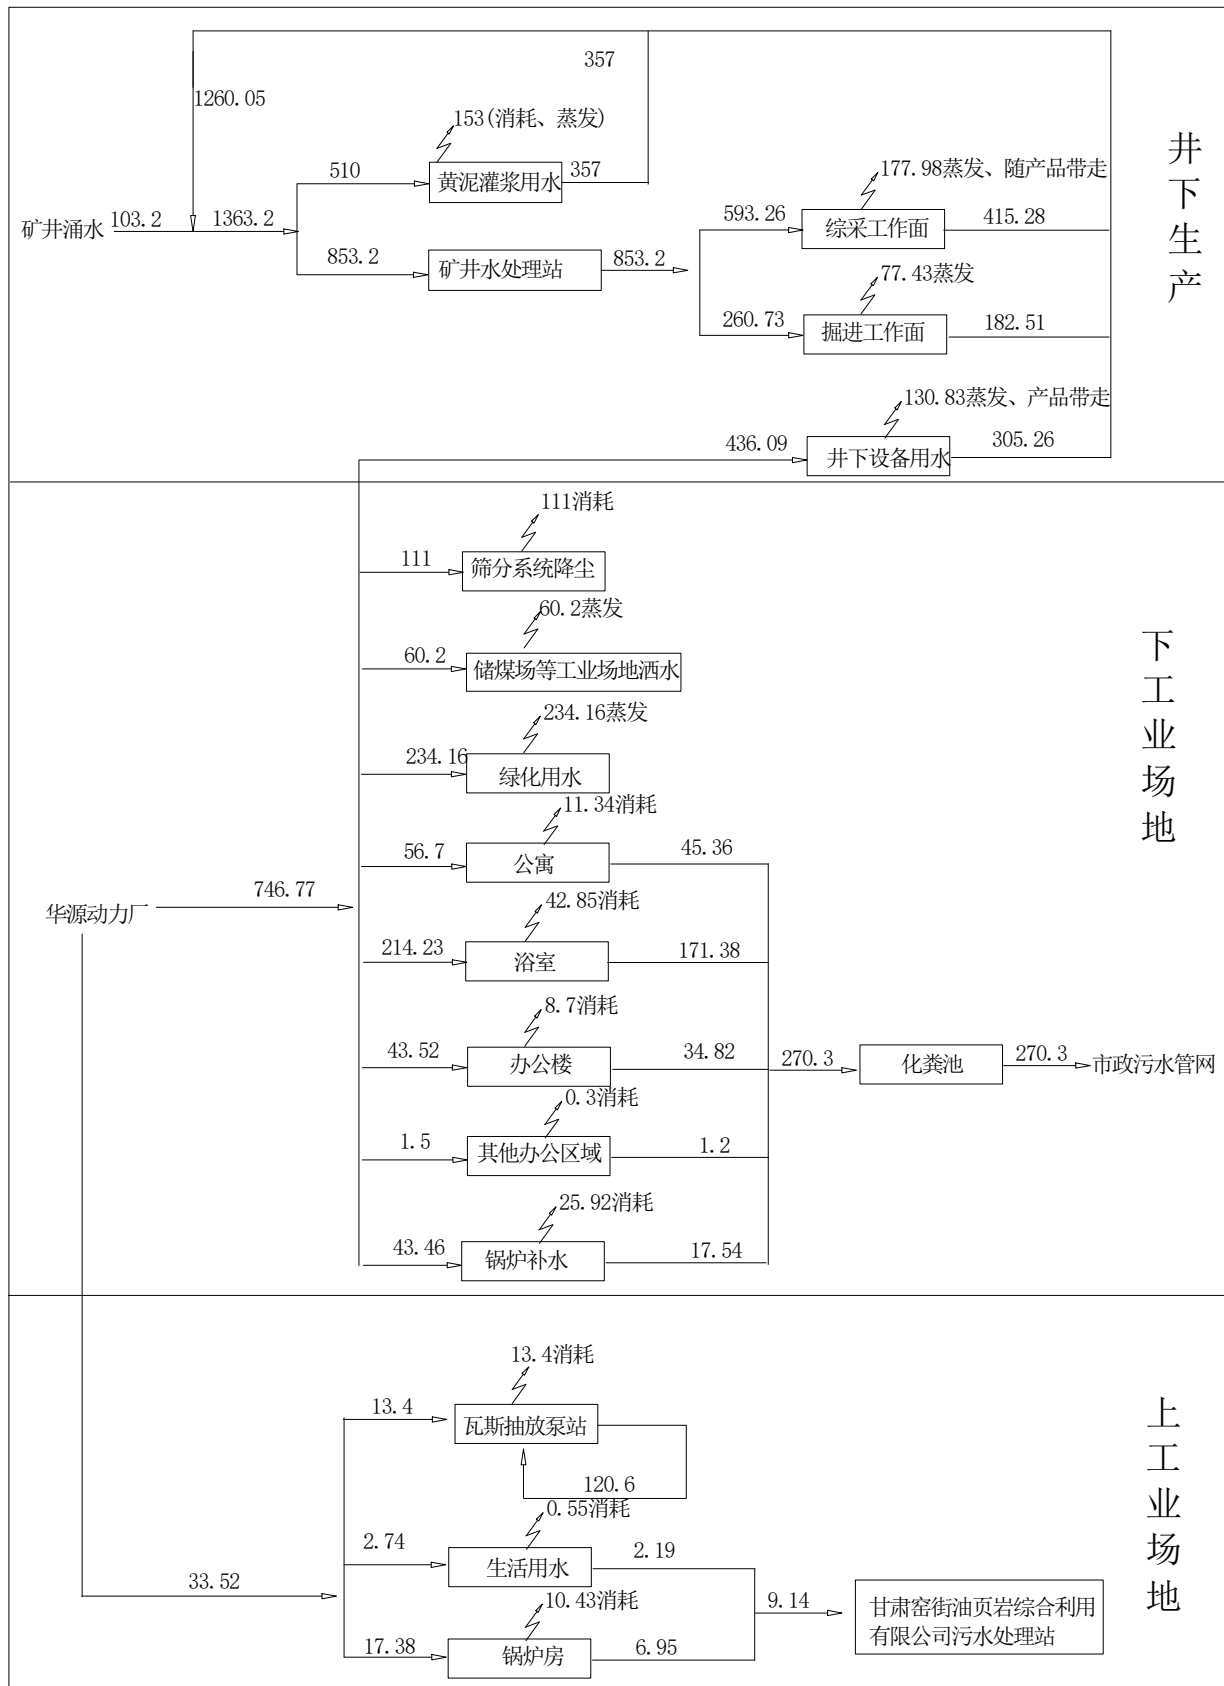 357
1260.05
153(消耗、蒸发)
井下生产
510
黄泥灌浆用水
357
177.98蒸发、随产品带走
矿井涌水
103.2
1363.2
593.26
综采工作面
415.28
853.2
矿井水处理站
853.2
77.43蒸发
260.73
掘进工作面
182.51
130.83蒸发、产品带走
436.09
井下设备用水
305.26
111消耗
111
筛分系统降尘
60.2蒸发
下工业场地
60.2
储煤场等工业场地洒水
234.16蒸发
234.16
绿化用水
11.34消耗
56.7
公寓
45.36
华源动力厂
746.77
42.85消耗
214.23
浴室
171.38
8.7消耗
43.52
办公楼
34.82
270.3
化粪池
270.3
市政污水管网
0.3消耗
1.5
其他办公区域
1.2
25.92消耗
43.46
锅炉补水
17.54
13.4消耗
上工业场地
13.4
瓦斯抽放泵站
120.6
0.55消耗
2.74
生活用水
2.19
33.52
10.43消耗
9.14
甘肃窑街油页岩综合利用
有限公司污水处理站
17.38
锅炉房
6.95